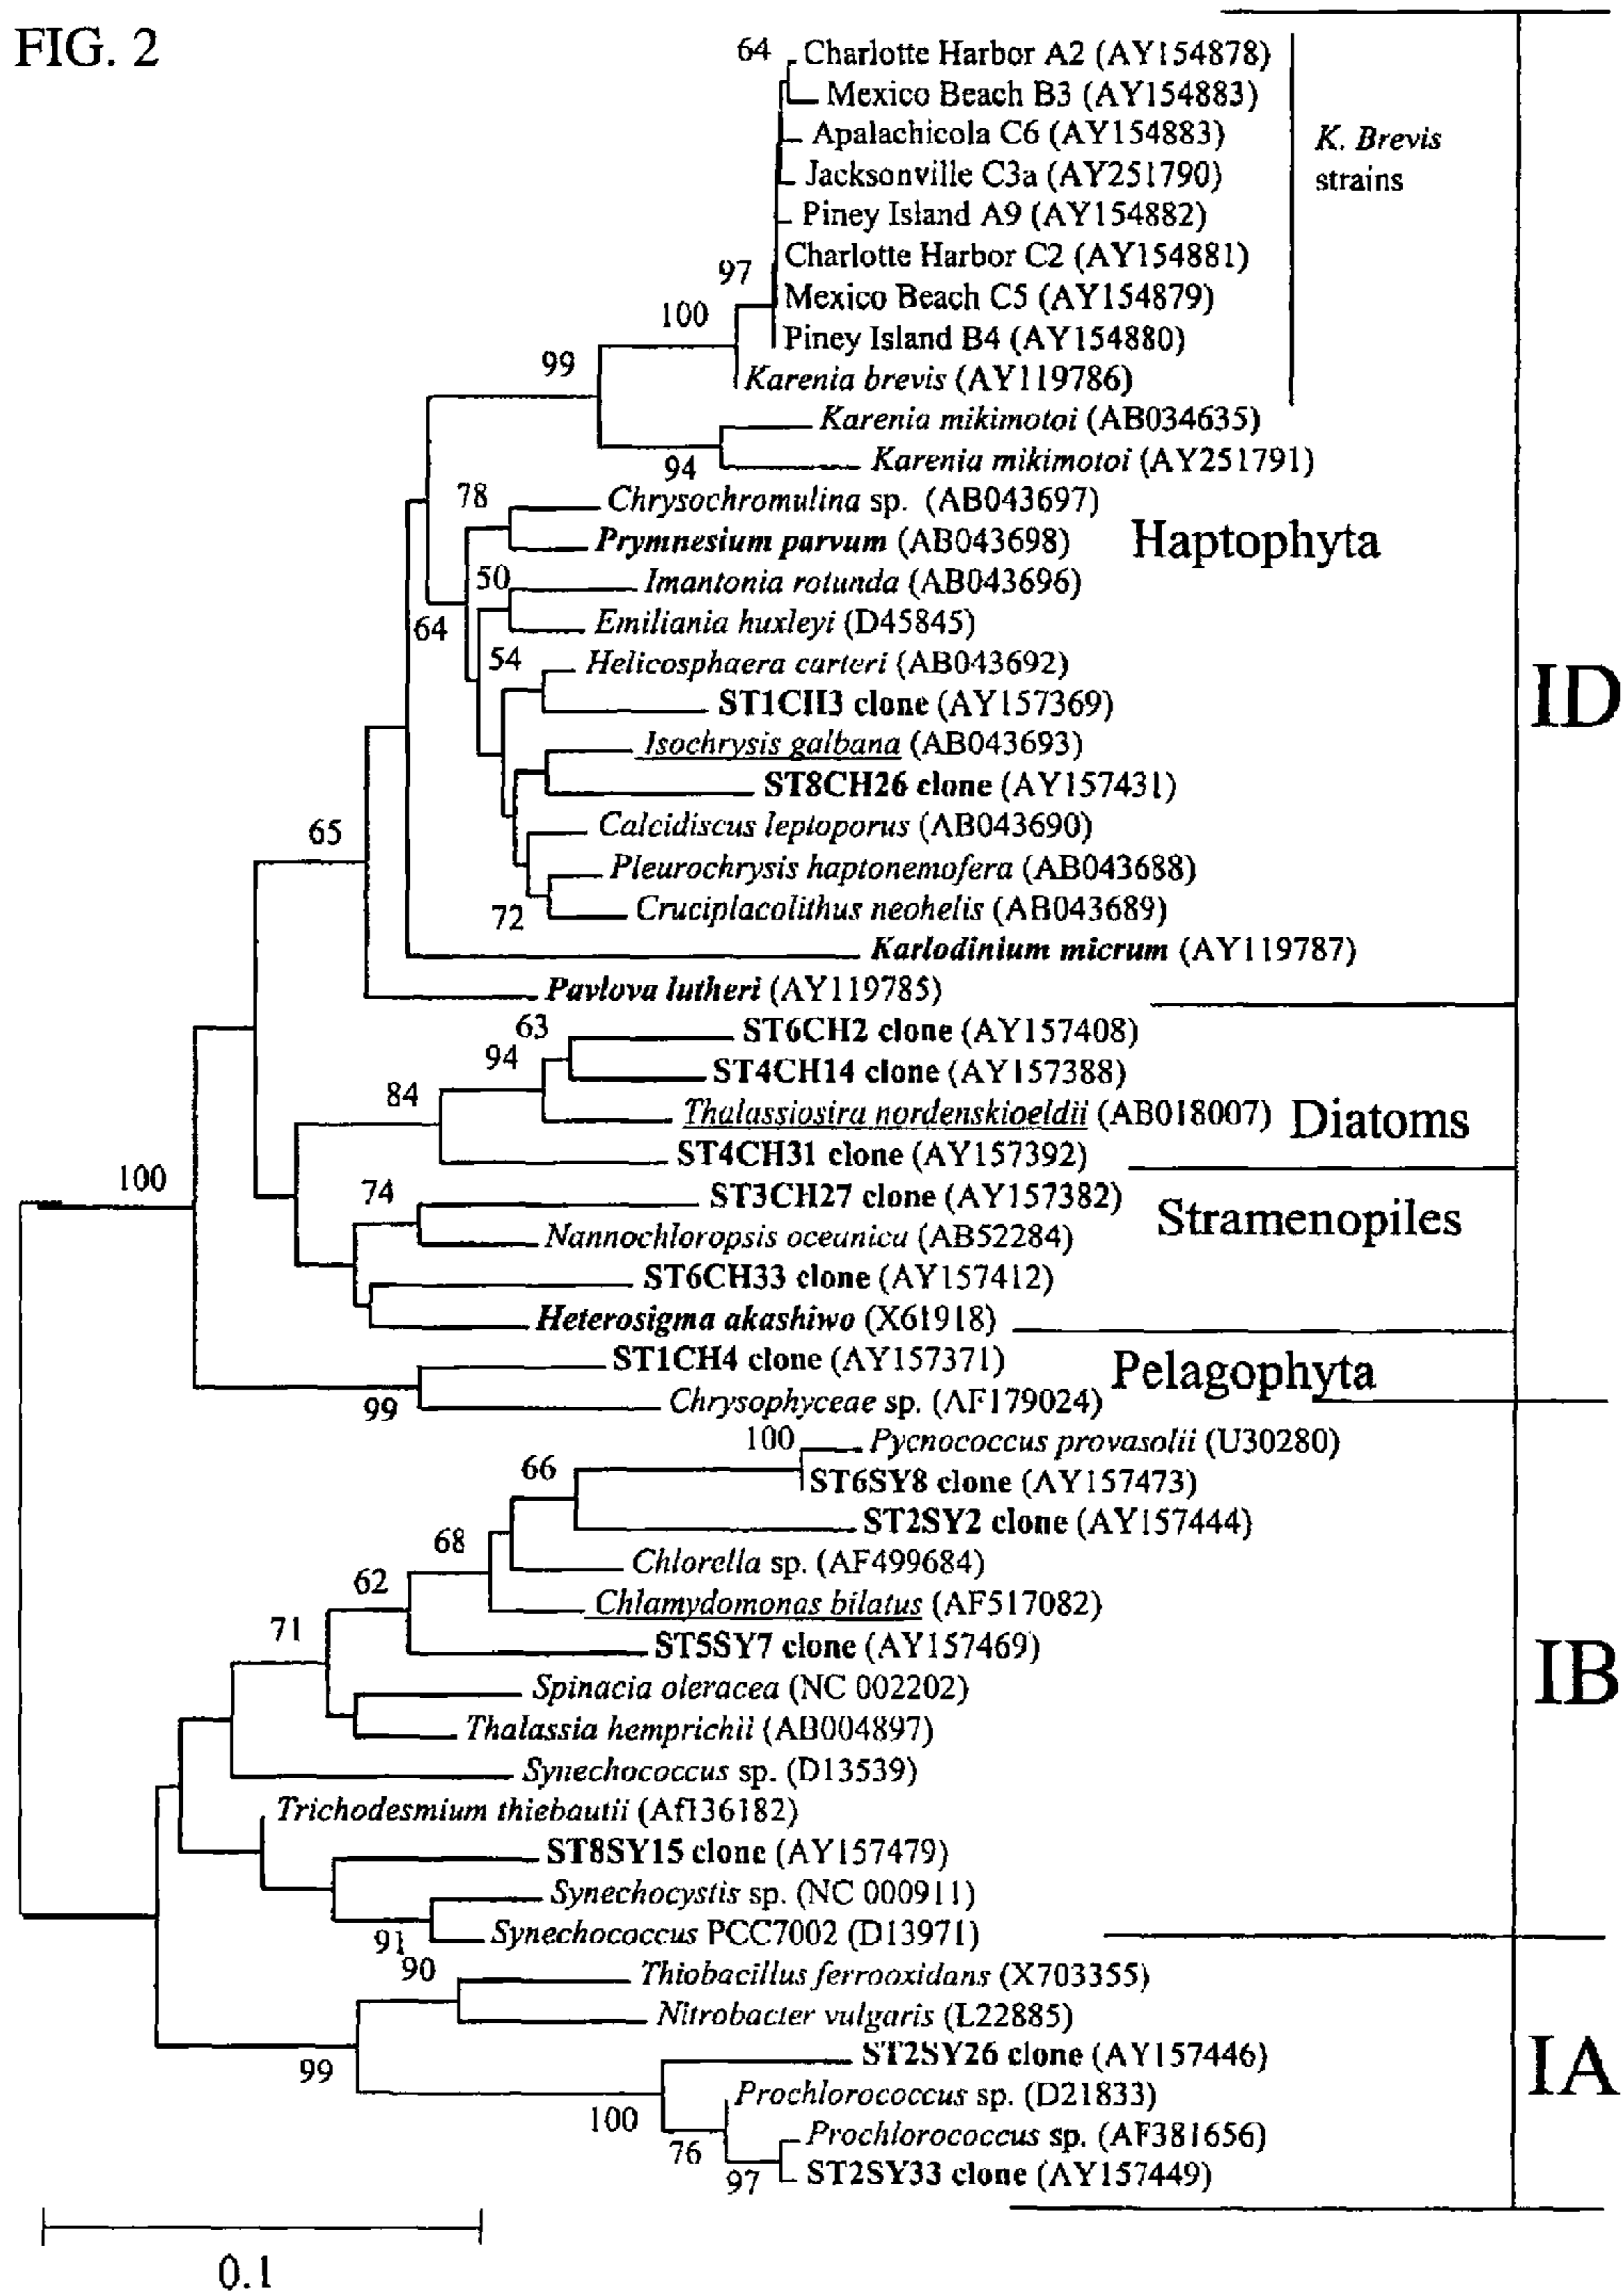 FIG. 2
64
Charlotte Harbor A2 (AY154878)
Mexico Beach B3 (AY154883)
Apalachicola C6 (AY154883)
K. Brevis
Jacksonville C3a (AY251790)
strains
Piney Island A9 (AY154882)
Charlotte Harbor C2 (AY154881)
97
Mexico Beach C5 (AY154879)
100
Piney Island B4 (AY154880)
99
Karenia brevis (AY119786)
Karenia mikimotoi (AB034635)
94
Karenia mikimotoi (AY251791)
78
Chrysochromulina sp. (AB043697)
Prymnesium parvum (AB043698)
Haptophyta
50
Imantonia rotunda (AB043696)
64
Emiliania huxleyi (D45845)
54
Helicosphaera carteri (AB043692)
ST1CH3 clone (AY157369)
ID
Isochrysis galbana (AB043693)
ST8CH26 clone (AY157431)
65
Calcidiscus leptoporus (AB043690)
Pleurochrysis haptonemofera (AB043688)
72
Cruciplacolithus neohelis (AB043689)
Karlodinium micrum (AY119787)
Pavlova lutheri (AY119785)
63
ST6CH2 clone (AY157408)
94
ST4CH14 clone (AY157388)
84
Thalassiosira nordenskioeldii (AB018007)
Diatoms
ST4CH31 clone (AY157392)
100
74
ST3CH27 clone (AY157382)
Stramenopiles
Nannochloropsis oceanica (AB52284)
ST6CH33 clone (AY157412)
Heterosigma akashiwo (X61918)
ST1CH4 clone (AY157371)
Pelagophyta
99
Chrysophyceae sp. (AF179024)
100
Pycnococcus provasolii (U30280)
66
ST6SY8 clone (AY157473)
ST2SY2 clone (AY157444)
68
Chlorella sp. (AF499684)
62
Chlamydomonas bilatus (AF517082)
71
ST5SY7 clone (AY157469)
IB
Spinacia oleracea (NC 002202)
Thalassia hemprichii (AB004897)
Synechococcus sp. (D13539)
Trichodesmium thiebautii (Af136182)
ST8SY15 clone (AY157479)
Synechocystis sp. (NC 000911)
91
Synechococcus PCC7002 (D13971)
90
Thiobacillus ferrooxidans (X703355)
Nitrobacter vulgaris (L22885)
99
ST2SY26 clone (AY157446)
IA
Prochlorococcus sp. (D21833)
100
Prochlorococcus sp. (AF381656)
76
97
ST2SY33 clone (AY157449)
0.1